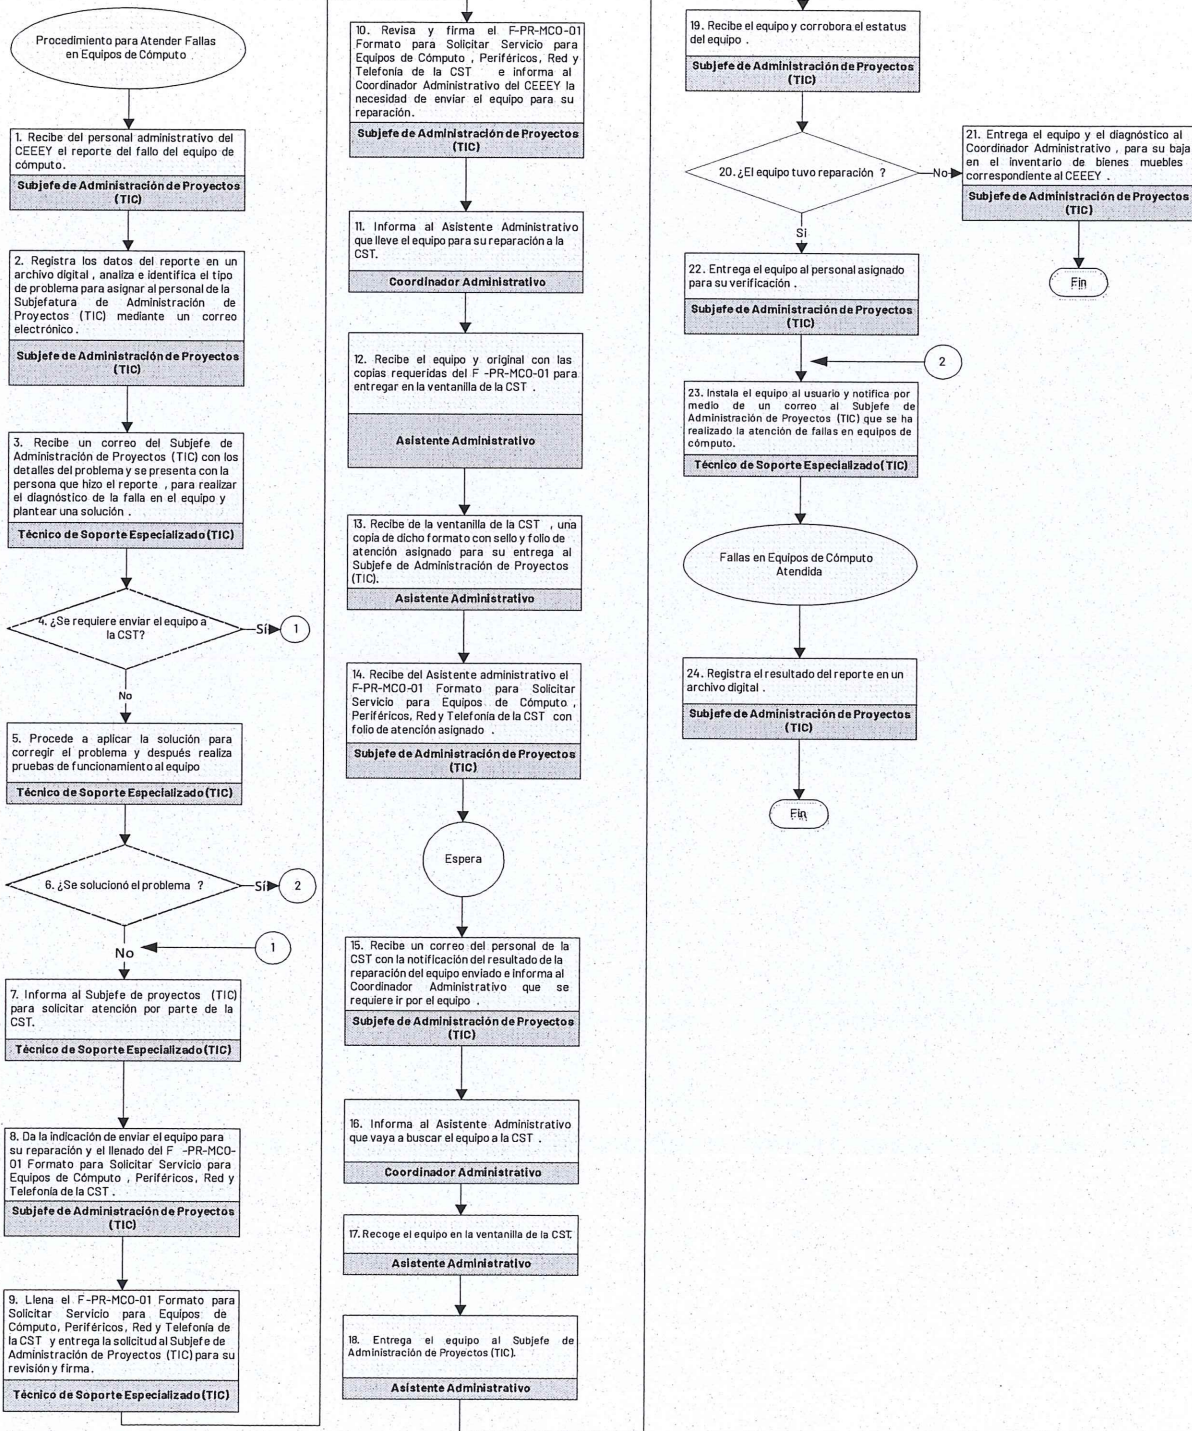 Procedimiento para Atender Fallas
en Equipos de Cómputo .
1. Recibe del personal administrativo del
CEEEY el reporte del fallo del equipo de
cómputo.
Subjefe de Administración de Proyectos
(TIC)
2. Registra los datos del reporte en un
archivo digital , analiza e identifica el tipo
de problema para asignar al personal de la
Subjefatura de Administración de
Proyectos (TIC) mediante un correo
electrónico .
Subjefe de Administración de Proyectos
(TIC)
3. Recibe un correo del Subjefe de
Administración de Proyectos (TIC) con los
detalles del problema y se presenta con la
persona que hizo el reporte , para realizar
el diagnóstico de la falla en el equipo y
plantear una solución .
Técnico de Soporte Especializado (TIC)
4. ¿Se requiere enviar el equipo a
la CST?
Sí
1
No
5. Procede a aplicar la solución para
corregir el problema y después realiza
pruebas de funcionamiento al equipo
Técnico de Soporte Especializado (TIC)
6. ¿Se solucionó el problema ?
Sí
2
No
1
7. Informa al Subjefe de proyectos (TIC)
para solicitar atención por parte de la
CST.
Técnico de Soporte Especializado (TIC)
8. Da la indicación de enviar el equipo para
su reparación y el llenado del F -PR-MCO-
01 Formato para Solicitar Servicio para
Equipos de Cómputo , Periféricos, Red y
Telefonía de la CST .
Subjefe de Administración de Proyectos
(TIC)
9. Llena el F-PR-MCO-01 Formato para
Solicitar Servicio para Equipos de
Cómputo, Periféricos, Red y Telefonía de
la CST y entrega la solicitud al Subjefe de
Administración de Proyectos (TIC) para su
revisión y firma.
Técnico de Soporte Especializado (TIC)
10. Revisa y firma el F-PR-MCO-01
Formato para Solicitar Servicio para
Equipos de Cómputo , Periféricos, Red y
Telefonía de la CST e informa al
Coordinador Administrativo del CEEEY la
necesidad de enviar el equipo para su
reparación.
Subjefe de Administración de Proyectos
(TIC)
11. Informa al Asistente Administrativo
que lleve el equipo para su reparación a la
CST.
Coordinador Administrativo
12. Recibe el equipo y original con las
copias requeridas del F -PR-MCO-01 para
entregar en la ventanilla de la CST .
Asistente Administrativo
13. Recibe de la ventanilla de la CST , una
copia de dicho formato con sello y folio de
atención asignado para su entrega al
Subjefe de Administración de Proyectos
(TIC).
Asistente Administrativo
14. Recibe del Asistente administrativo el
F-PR-MCO-01 Formato para Solicitar
Servicio para Equipos de Cómputo ,
Periféricos, Red y Telefonía de la CST con
folio de atención asignado .
Subjefe de Administración de Proyectos
(TIC)
Espera
15. Recibe un correo del personal de la
CST con la notificación del resultado de la
reparación del equipo enviado e informa al
Coordinador Administrativo que se
requiere ir por el equipo .
Subjefe de Administración de Proyectos
(TIC)
16. Informa al Asistente Administrativo
que vaya a buscar el equipo a la CST .
Coordinador Administrativo
17. Recoge el equipo en la ventanilla de la CST.
Asistente Administrativo
18. Entrega el equipo al Subjefe de
Administración de Proyectos (TIC).
Asistente Administrativo
19. Recibe el equipo y corrobora el estatus
del equipo .
Subjefe de Administración de Proyectos
(TIC)
20. ¿El equipo tuvo reparación ?
No
21. Entrega el equipo y el diagnóstico al
Coordinador Administrativo , para su baja
en el inventario de bienes muebles
correspondiente al CEEEY .
Subjefe de Administración de Proyectos
(TIC)
Fin
Si
22. Entrega el equipo al personal asignado
para su verificación .
Subjefe de Administración de Proyectos
(TIC)
2
23. Instala el equipo al usuario y notifica por
medio de un correo al Subjefe de
Administración de Proyectos (TIC) que se ha
realizado la atención de fallas en equipos de
cómputo.
Técnico de Soporte Especializado (TIC)
Fallas en Equipos de Cómputo
Atendida
24. Registra el resultado del reporte en un
archivo digital .
Subjefe de Administración de Proyectos
(TIC)
Fin